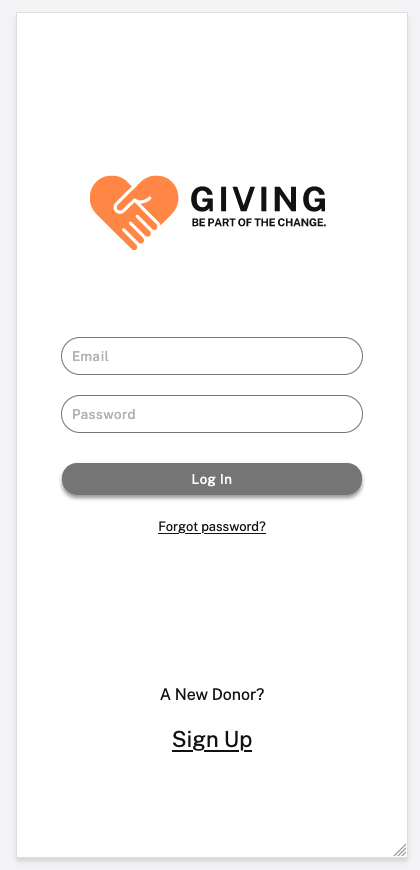 GIVING
BE PART OF THE CHANGE.
Email
Password
Log In
Forgot password?
A New Donor?
Sign Up